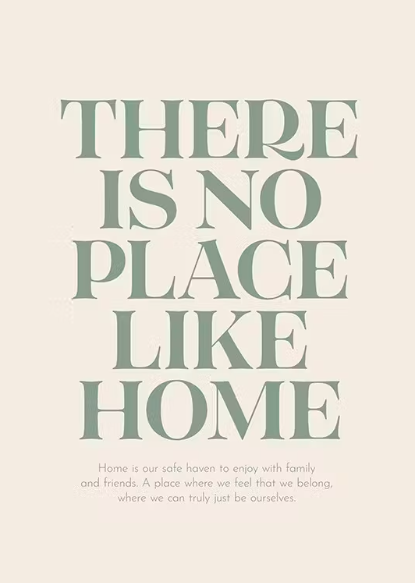 THERE
IS NO
PLACE
LIKE
HOME
Home is our safe haven to enjoy with family
and friends. A place where we feel that we belong,
where we can truly just be ourselves.